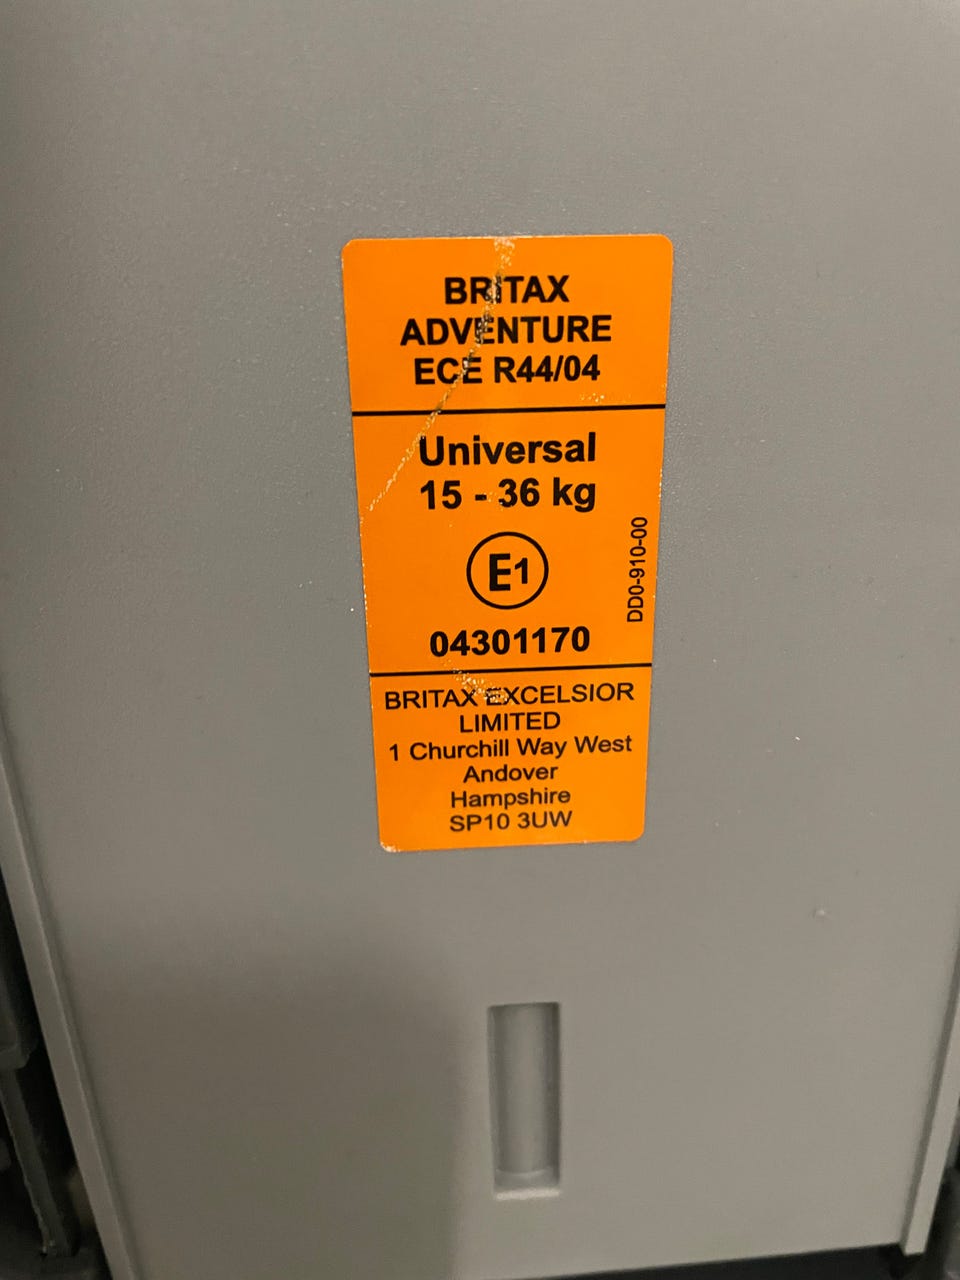 BRITAX
ADVENTURE
ECE R44/04
Universal
15 - 36 kg
E1
DD0-910-00
04301170
BRITAX EXCELSIOR
LIMITED
1 Churchill Way West
Andover
Hampshire
SP10 3UW